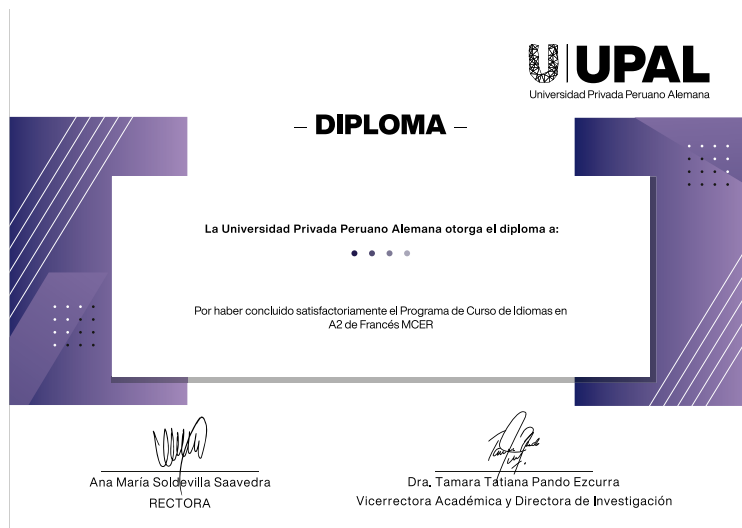 UPAL
Universidad Privada Peruano Alemana
– DIPLOMA –
La Universidad Privada Peruano Alemana otorga el diploma a:
Por haber concluido satisfactoriamente el Programa de Curso de Idiomas en
A2 de Francés MCER
Ana María Soldevilla Saavedra
RECTORA
Dra. Tamara Tatiana Pando Ezcurra
Vicerrectora Académica y Directora de Investigación